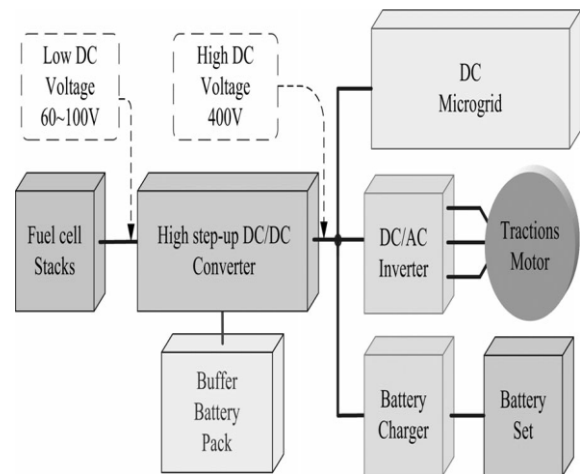 Low DC
Voltage
60~100V
High DC
Voltage
400V
DC
Microgrid
Fuel cell
Stacks
High step-up DC/DC
Converter
DC/AC
Inverter
Tractions
Motor
Buffer
Battery
Pack
Battery
Charger
Battery
Set